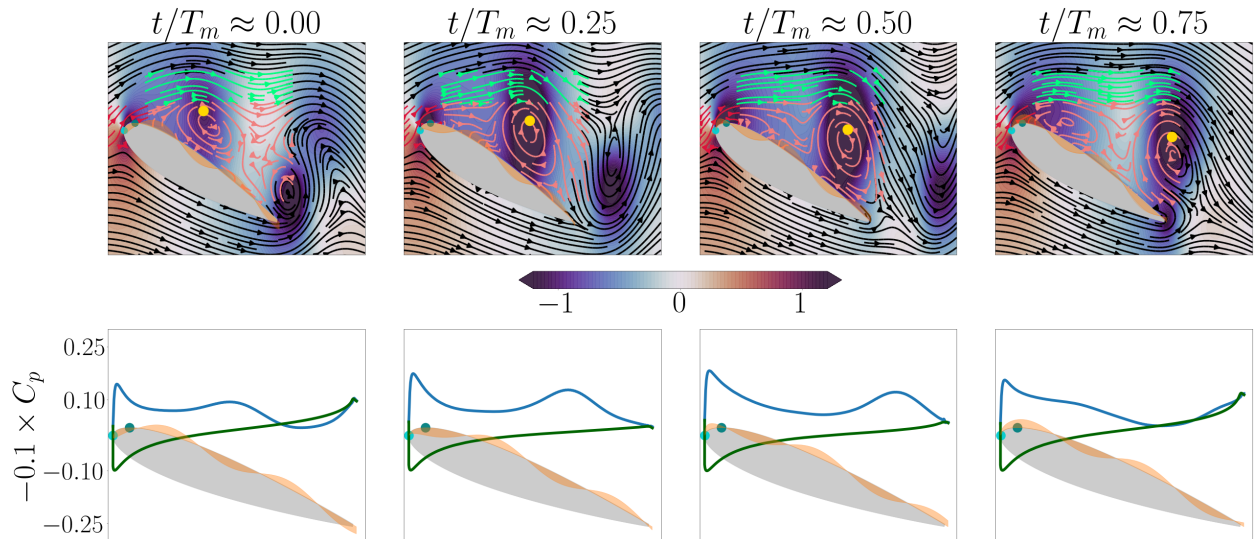 t/T_m ≈ 0.00
t/T_m ≈ 0.25
t/T_m ≈ 0.50
t/T_m ≈ 0.75
−1
0
1
−0.1 × C_p
0.25
0.10
−0.10
−0.25